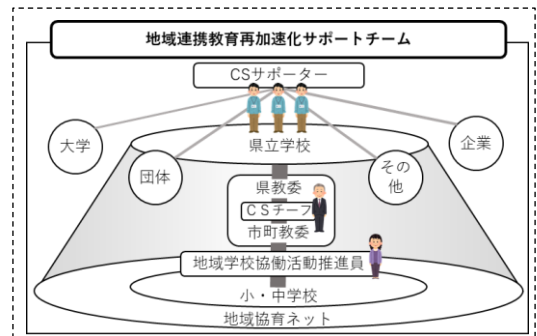 地域連携教育再加速化サポートチーム
CSサポーター
大学
団体
県立学校
その
他
企業
県教委
CSチーフ
市町教委
地域学校協働活動推進員
小・中学校
地域協育ネット